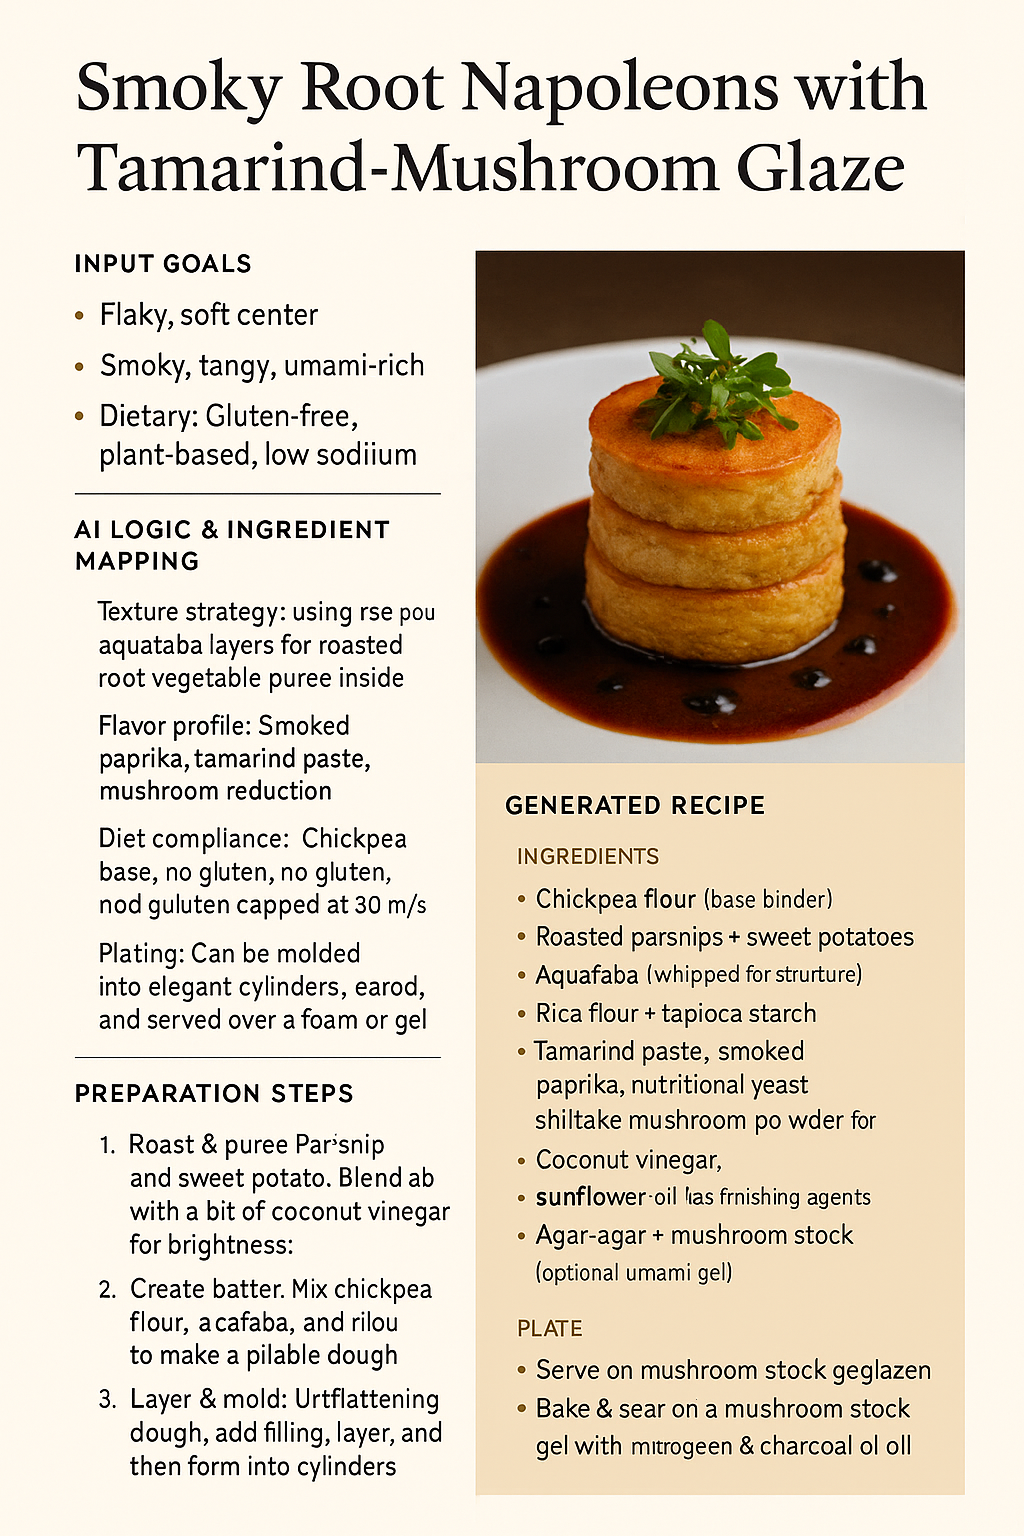 Smoky Root Napoleons with
Tamarind-Mushroom Glaze
INPUT GOALS
• Flaky, soft center
• Smoky, tangy, umami-rich
• Dietary: Gluten-free,
plant-based, low sodiium
AI LOGIC & INGREDIENT
MAPPING
Texture strategy: using rse pou
aquataba layers for roasted
root vegetable puree inside
Flavor profile: Smoked
paprika, tamarind paste,
mushroom reduction
Diet compliance: Chickpea
base, no gluten, no gluten,
nod guluten capped at 30 m/s
Plating: Can be molded
into elegant cylinders, earod,
and served over a foam or gel
PREPARATION STEPS
1. Roast & puree Par'snip
and sweet potato. Blend ab
with a bit of coconut vinegar
for brightness:
2. Create batter. Mix chickpea
flour, acafaba, and rilou
to make a pilable dough
3. Layer & mold: Urtflattening
dough, add filling, layer, and
then form into cylinders
GENERATED RECIPE
INGREDIENTS
• Chickpea flour (base binder)
• Roasted parsnips + sweet potatoes
• Aquafaba (whipped for strurture)
• Rica flour + tapioca starch
• Tamarind paste, smoked
paprika, nutritional yeast
shiltake mushroom po wder for
• Coconut vinegar,
• sunflower·oil has frnishing agents
• Agar-agar + mushroom stock
(optional umami gel)
PLATE
• Serve on mushroom stock geglazen
• Bake & sear on a mushroom stock
gel with mıtrogeen & charcoal ol oll